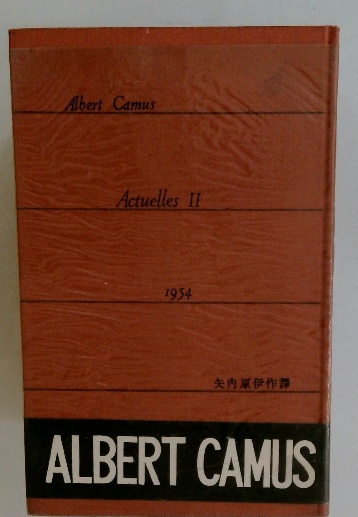 Albert Camus
Actuelles II
1954
矢内原伊作譯
ALBERT CAMUS